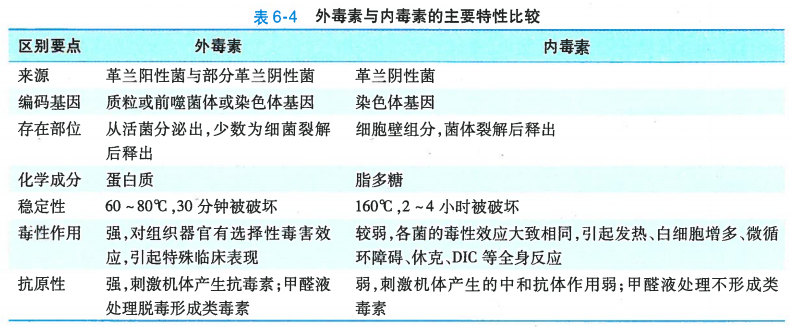 表 6-4 外毒素与内毒素的主要特性比较
区别要点 外毒素 内毒素
来源 革兰阳性菌与部分革兰阴性菌 革兰阴性菌
编码基因 质粒或前噬菌体或染色体基因 染色体基因
存在部位 从活菌分泌出,少数为细菌裂解 细胞壁组分,菌体裂解后释出
后释出
化学成分 蛋白质 脂多糖
稳定性 60~80℃,30 分钟被破坏 160℃,2~4 小时被破坏
毒性作用 强,对组织器官有选择性毒害效 较弱,各菌的毒性效应大致相同,引起发热、白细胞增多、微循
应,引起特殊临床表现 环障碍、休克、DIC 等全身反应
抗原性 强,刺激机体产生抗毒素;甲醛液 弱,刺激机体产生的中和抗体作用弱;甲醛液处理不形成类
处理脱毒形成类毒素 毒素